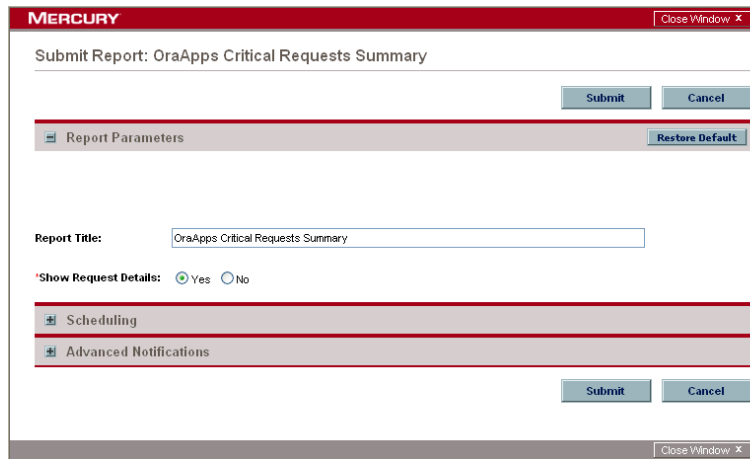 MERCURY
Close Window x
Submit Report: OraApps Critical Requests Summary
Submit Cancel
Report Parameters Restore Default
Report Title: OraApps Critical Requests Summary
*Show Request Details: Yes No
Scheduling
Advanced Notifications
Submit Cancel
Close Window x